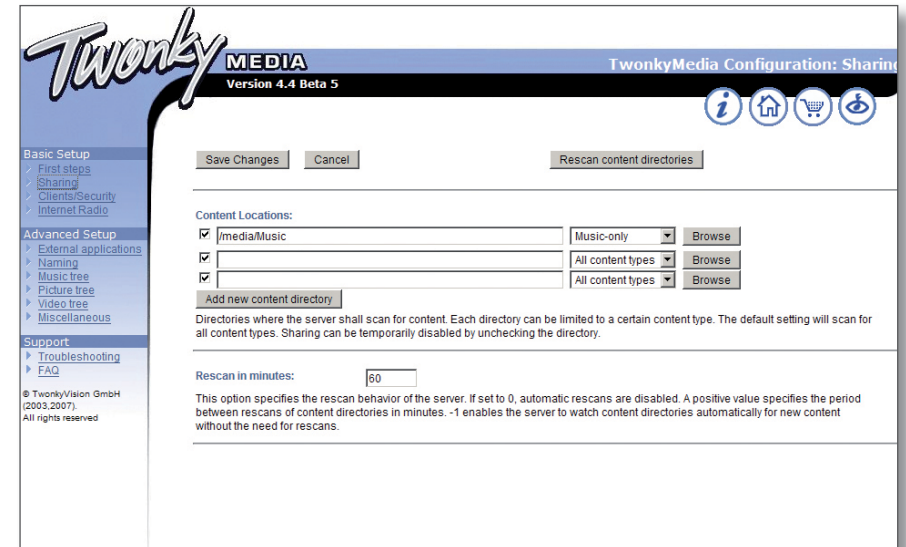 Twonky
MEDIA
Version 4.4 Beta 5
TwonkyMedia Configuration: Sharing
Basic Setup
First steps
Sharing
Clients/Security
Internet Radio
Advanced Setup
External applications
Naming
Music tree
Picture tree
Video tree
Miscellaneous
Support
Troubleshooting
FAQ
© TwonkyVision GmbH
(2003,2007).
All rights reserved
Save Changes Cancel Rescan content directories
Content Locations:
/media/Music Music-only Browse
All content types Browse
All content types Browse
Add new content directory
Directories where the server shall scan for content. Each directory can be limited to a certain content type. The default setting will scan for
all content types. Sharing can be temporarily disabled by unchecking the directory.
Rescan in minutes: 60
This option specifies the rescan behavior of the server. If set to 0, automatic rescans are disabled. A positive value specifies the period
between rescans of content directories in minutes. -1 enables the server to watch content directories automatically for new content
without the need for rescans.